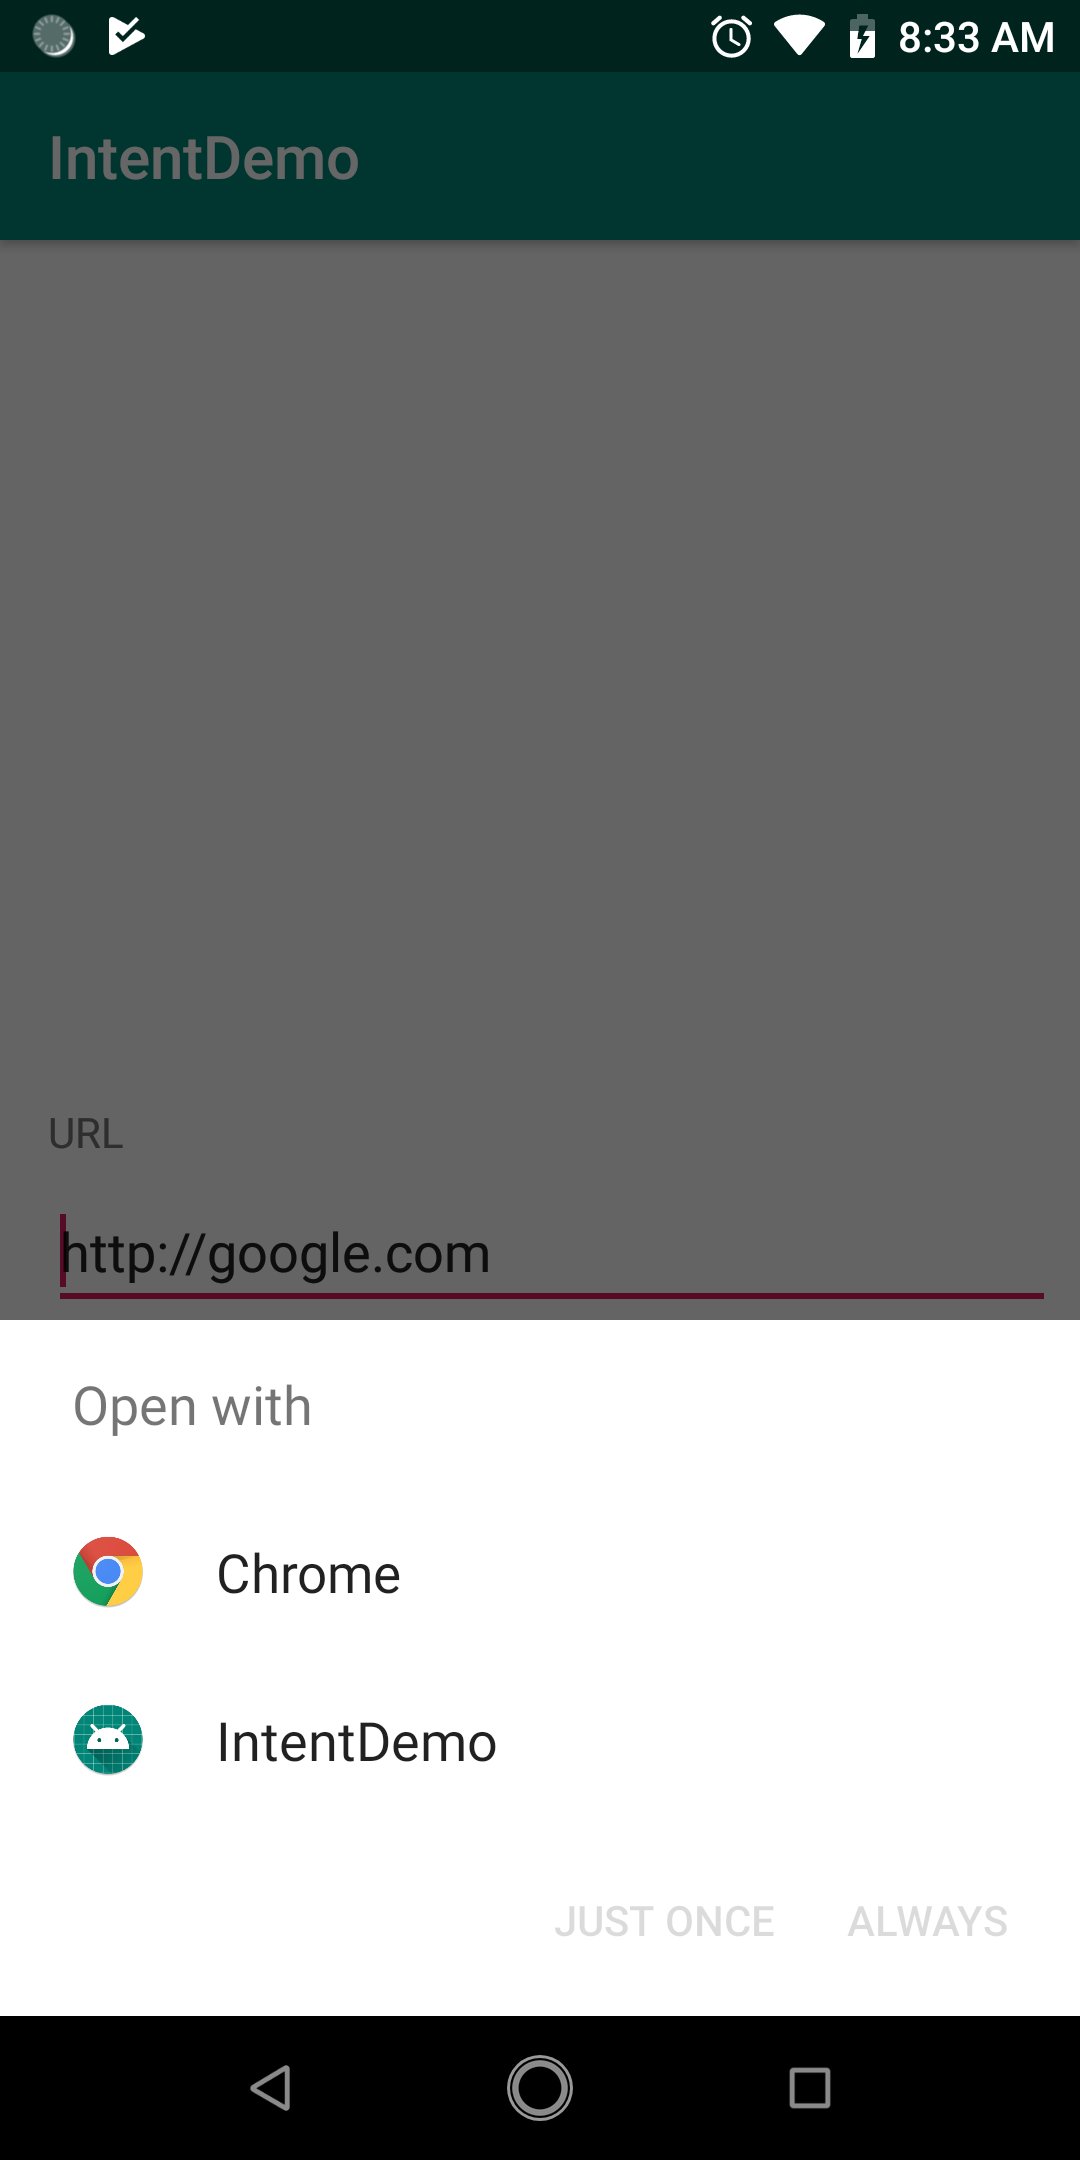 8:33 AM
IntentDemo
URL
http://google.com
Open with
Chrome
IntentDemo
JUST ONCE ALWAYS